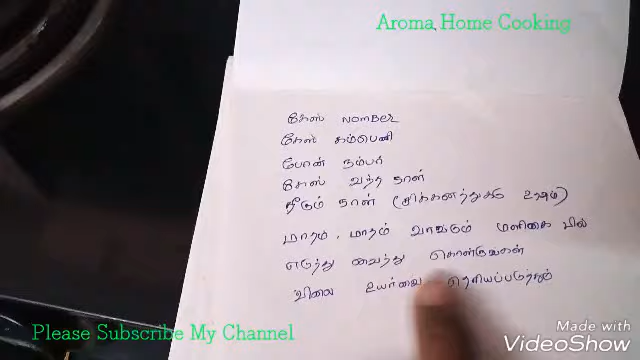 Aroma Home Cooking
கேஸ் NOMBER
கேஸ் கம்பெணி
போன் நம்பர்
கேஸ் வந்த நாள்
தீரும் நாள் (சிக்கனத்துக்கு உதவும்)
மாதம், மாதம் வாங்கும் மளிகை பில்
எடுத்து வைத்து கொள்ளுங்கள்
விலை உயர்வை தெரியப்படுத்தும்
Please Subscribe My Channel
Made with
VideoShow